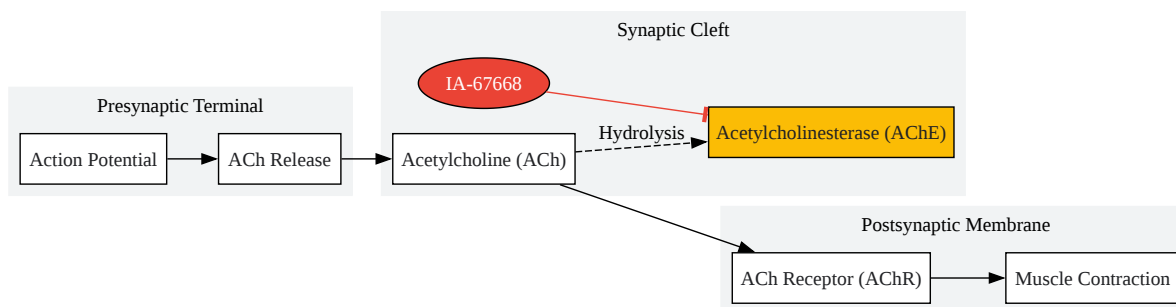 Synaptic Cleft
IA-67668
Presynaptic Terminal
Acetylcholinesterase (AChE)
Hydrolysis
Action Potential
ACh Release
Acetylcholine (ACh)
Postsynaptic Membrane
ACh Receptor (AChR)
Muscle Contraction